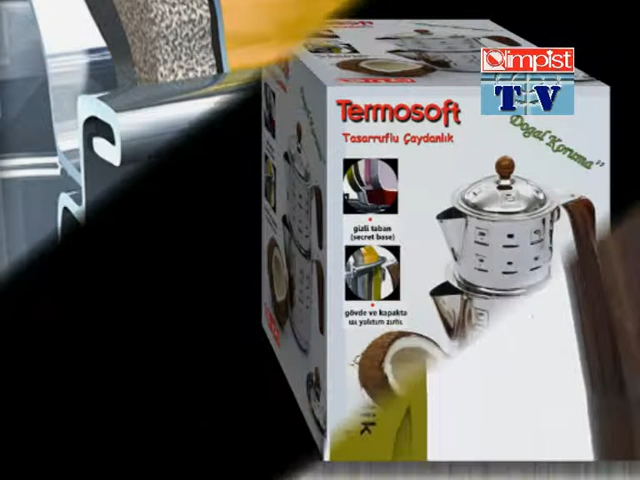 Olimpist
TV
Termosoft
Tasarruflu Çaydanlık
Doğal Koruma
gizli taban
(secret base)
gövde ve kapakta
ısı yalıtım zırhı